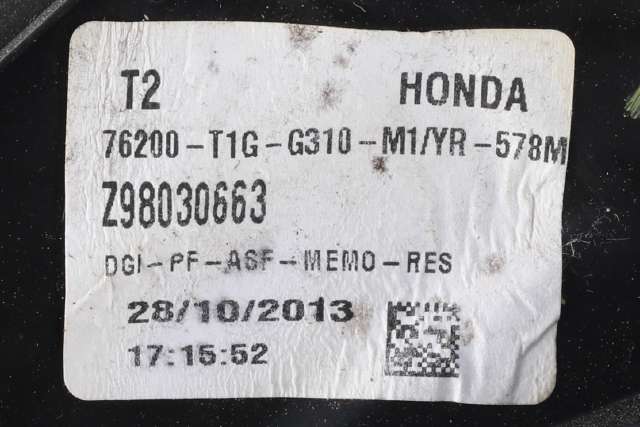 T2 HONDA
76200-T1G-G310-M1/YR-578M
Z98030663
DGI-PF-ASF-MEMO-RES
28/10/2013
17:15:52